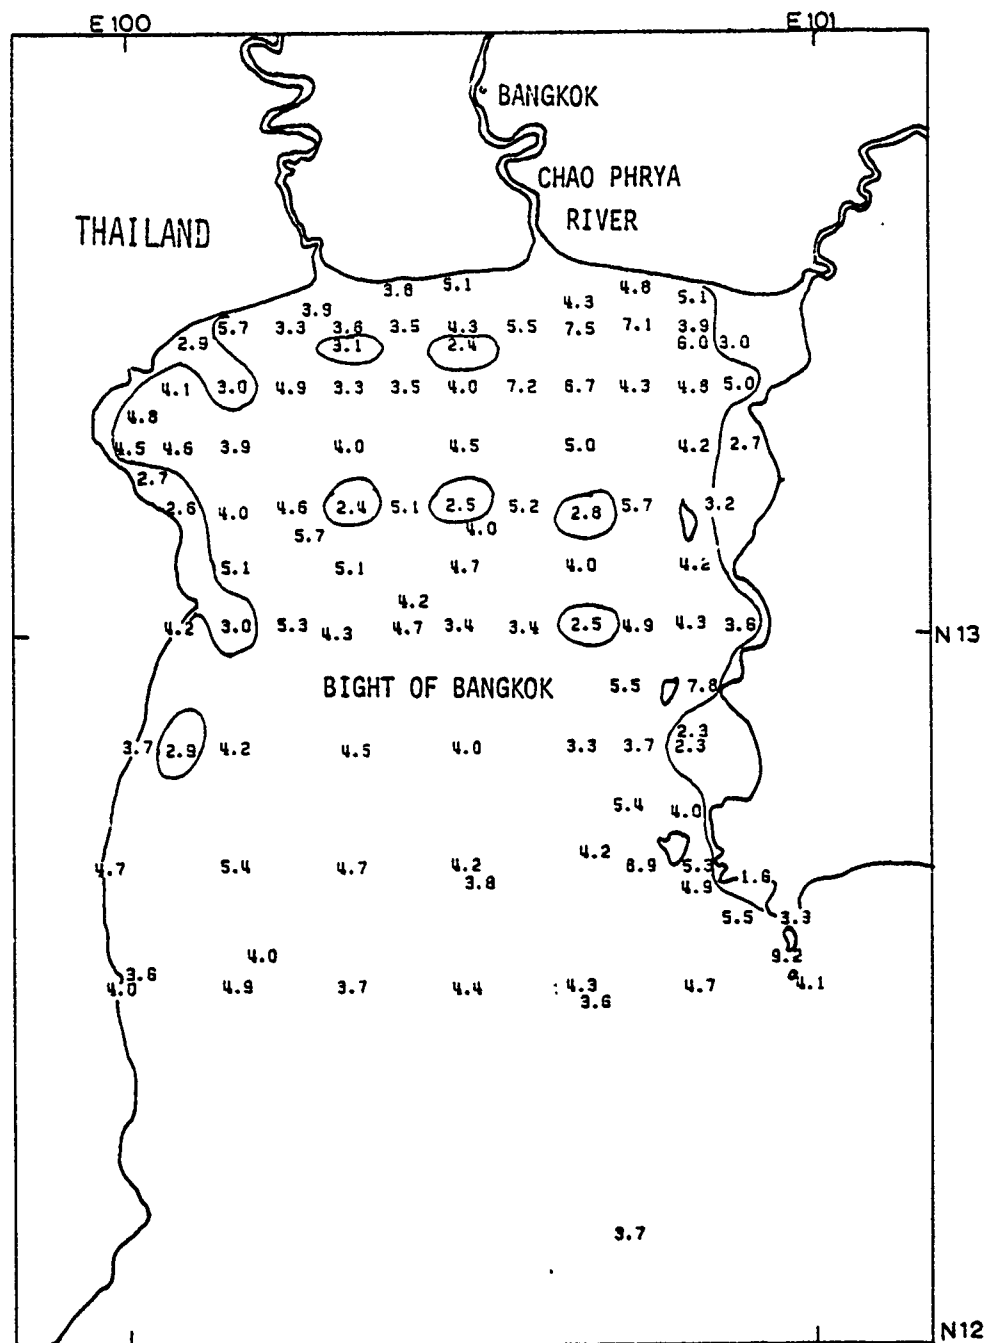 E 100 E 101
BANGKOK
CHAO PHRYA
RIVER
THAILAND
3.8 5.1 4.8
3.9 4.3 5.1
5.7 3.3 3.6 3.5 4.3 5.5 7.5 7.1 3.9
2.9 3.1 2.4 6.0 3.0
4.1 3.0 4.9 3.3 3.5 4.0 7.2 6.7 4.3 4.8 5.0
4.8
4.5 4.6 3.9 4.0 4.5 5.0 4.2 2.7
2.7
2.6 4.0 4.6 2.4 5.1 2.5 5.2 2.8 5.7 3.2
5.7 4.0
5.1 5.1 4.7 4.0 4.2
4.2
4.2 3.0 5.3 4.3 4.7 3.4 3.4 2.5 4.9 4.3 3.6
N 13
BIGHT OF BANGKOK 5.5 7.8
2.3
3.7 2.9 4.2 4.5 4.0 3.3 3.7 2.3
5.4 4.0
4.2
4.7 5.4 4.7 4.2 6.9 5.3
3.8 4.9 1.6
5.5 3.3
4.0 9.2
3.6
4.0 4.9 3.7 4.4 4.3 4.7 4.1
3.6
3.7
N 12